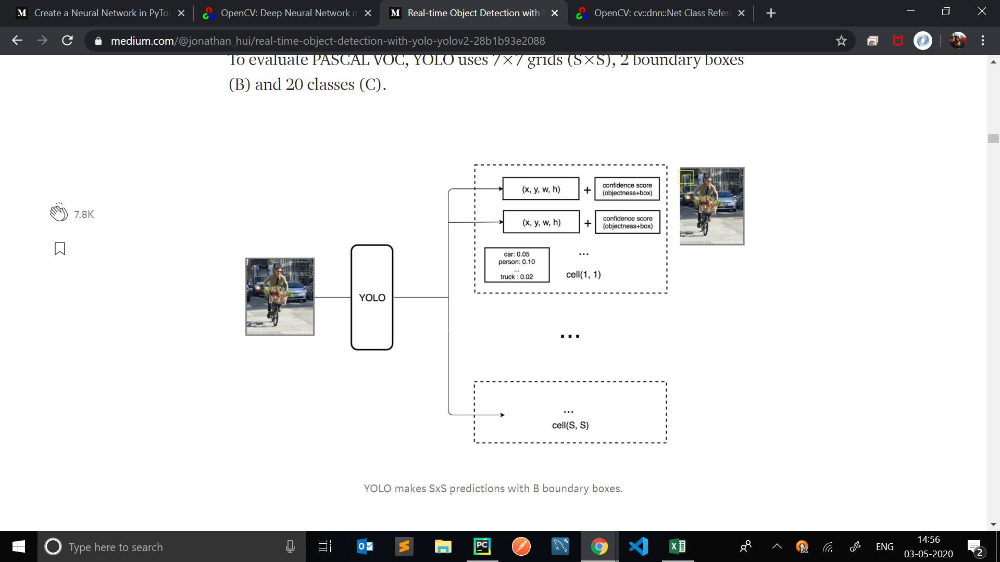 Create a Neural Network in PyTo
OpenCV: Deep Neural Network
Real-time Object Detection with
OpenCV: cv::dnn::Net Class Refer
medium.com/@jonathan_hui/real-time-object-detection-with-yolo-yolov2-28b1b93e2088
To evaluate PASCAL VOC, YOLO uses 7×7 grids (S×S), 2 boundary boxes
(B) and 20 classes (C).
7.8K
YOLO
(x, y, w, h)
+
confidence score
(objectness+box)
(x, y, w, h)
+
confidence score
(objectness+box)
car: 0.05
person: 0.10
...
truck : 0.02
...
cell(1, 1)
...
...
cell(S, S)
YOLO makes SxS predictions with B boundary boxes.
Type here to search
ENG
14:56
03-05-2020
2